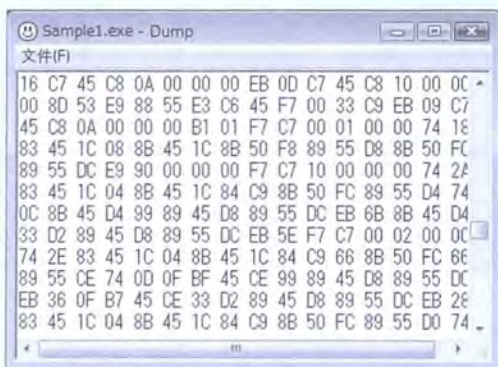 Sample1.exe - Dump
文件(F)
16 C7 45 C8 0A 00 00 00 EB 0D C7 45 C8 10 00 0C
00 8D 53 E9 88 55 E3 C6 45 F7 00 33 C9 EB 09 C7
45 C8 0A 00 00 00 B1 01 F7 C7 00 01 00 00 74 18
83 45 1C 08 8B 45 1C 8B 50 F8 89 55 D8 8B 50 FC
89 55 DC E9 90 00 00 00 F7 C7 10 00 00 00 74 2A
83 45 1C 04 8B 45 1C 84 C9 8B 50 FC 89 55 D4 74
0C 8B 45 D4 99 89 45 D8 89 55 DC EB 6B 8B 45 D4
33 D2 89 45 D8 89 55 DC EB 5E F7 C7 00 02 00 0C
74 2E 83 45 1C 04 8B 45 1C 84 C9 66 8B 50 FC 66
89 55 CE 74 0D 0F BF 45 CE 99 89 45 D8 89 55 DC
EB 36 0F B7 45 CE 33 D2 89 45 D8 89 55 DC EB 28
83 45 1C 04 8B 45 1C 84 C9 8B 50 FC 89 55 D0 74